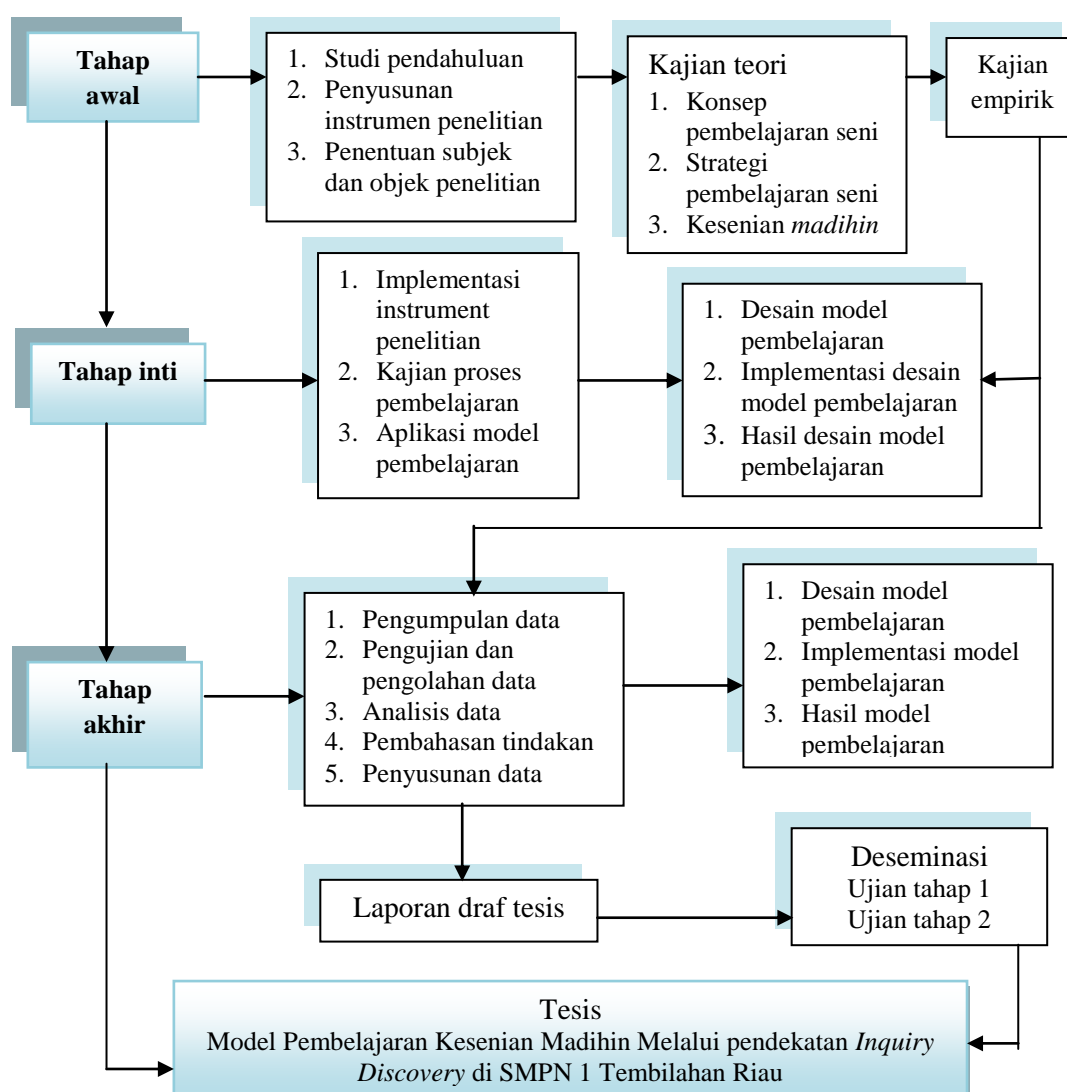 Tahap
awal
1. Studi pendahuluan
2. Penyusunan
instrumen penelitian
3. Penentuan subjek
dan objek penelitian
Kajian teori
1. Konsep
pembelajaran seni
2. Strategi
pembelajaran seni
3. Kesenian madihin
Kajian
empirik
Tahap inti
1. Implementasi
instrument
penelitian
2. Kajian proses
pembelajaran
3. Aplikasi model
pembelajaran
1. Desain model
pembelajaran
2. Implementasi desain
model pembelajaran
3. Hasil desain model
pembelajaran
Tahap
akhir
1. Pengumpulan data
2. Pengujian dan
pengolahan data
3. Analisis data
4. Pembahasan tindakan
5. Penyusunan data
1. Desain model
pembelajaran
2. Implementasi model
pembelajaran
3. Hasil model
pembelajaran
Laporan draf tesis
Deseminasi
Ujian tahap 1
Ujian tahap 2
Tesis
Model Pembelajaran Kesenian Madihin Melalui pendekatan Inquiry
Discovery di SMPN 1 Tembilahan Riau